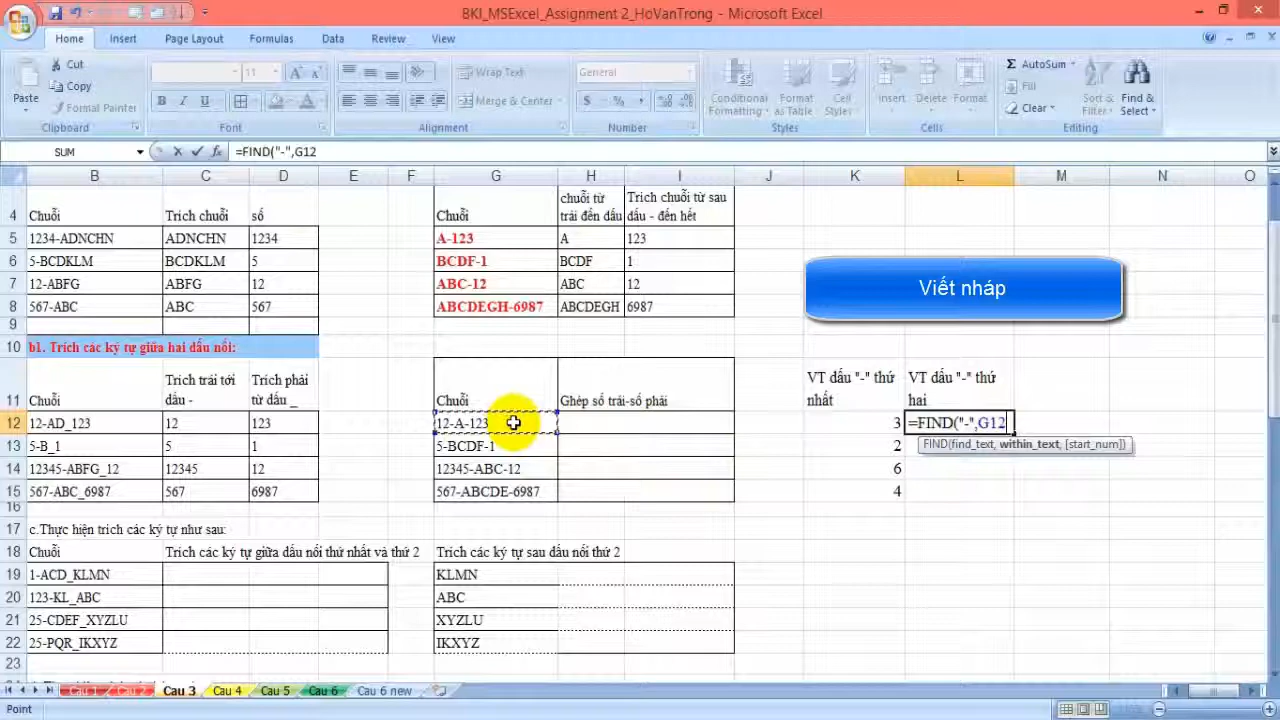 BKI_MSExcel_Assignment 2_HoVanTrong - Microsoft Excel
Home Insert Page Layout Formulas Data Review View
Paste Cut Copy Format Painter
11
Wrap Text
Merge & Center
General
$ % ,
Conditional Formatting Format as Table Cell Styles
Insert Delete Format
AutoSum Fill Clear
Sort & Filter Find & Select
Clipboard Font Alignment Number Styles Cells Editing
SUM =FIND("-",G12
B C D E F G H I J K L M N O
4 Chuỗi Trích chuỗi số Chuỗi chuỗi từ trái đến dấu Trích chuỗi từ sau dấu - đến hết
5 1234-ADNCHN ADNCHN 1234 A-123 A 123
6 5-BCDKLM BCDKLM 5 BCDF-1 BCDF 1
7 12-ABFG ABFG 12 ABC-12 ABC 12
8 567-ABC ABC 567 ABCDEGH-6987 ABCDEGH 6987
9
Viết nháp
10 b1. Trích các ký tự giữa hai dấu nối:
11 Chuỗi Trích trái tới dấu - Trích phải từ dấu _ Chuỗi Ghép số trái-số phải VT dấu "-" thứ nhất VT dấu "-" thứ hai
12 12-AD_123 12 123 12-A-123 3 =FIND("-",G12
FIND(find_text, within_text, [start_num])
13 5-B_1 5 1 5-BCDF-1 2
14 12345-ABFG_12 12345 12 12345-ABC-12 6
15 567-ABC_6987 567 6987 567-ABCDE-6987 4
16
17 c.Thực hiện trích các ký tự như sau:
18 Chuỗi Trích các ký tự giữa dấu nối thứ nhất và thứ 2 Trích các ký tự sau dấu nối thứ 2
19 1-ACD_KLMN KLMN
20 123-KL_ABC ABC
21 25-CDEF_XYZLU XYZLU
22 25-PQR_IKXYZ IKXYZ
23
Cau 1 Cau 2 Cau 3 Cau 4 Cau 5 Cau 6 Cau 6 new
Point